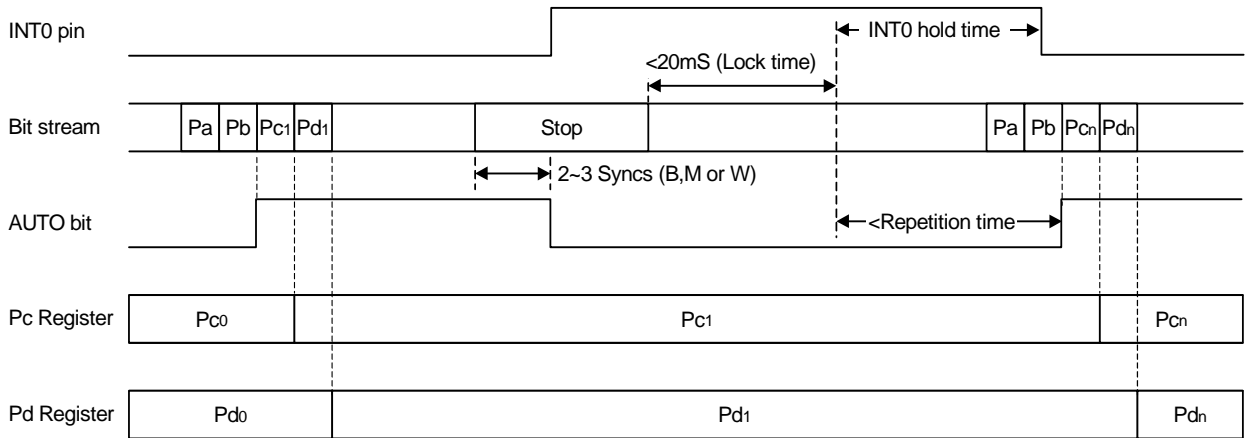 INT0 pin
INT0 hold time
<20mS (Lock time)
Bit stream
Pa Pb Pc1 Pd1 Stop Pa Pb Pcn Pdn
2~3 Syncs (B,M or W)
AUTO bit
<Repetition time
Pc Register Pc0 Pc1 Pcn
Pd Register Pd0 Pd1 Pdn